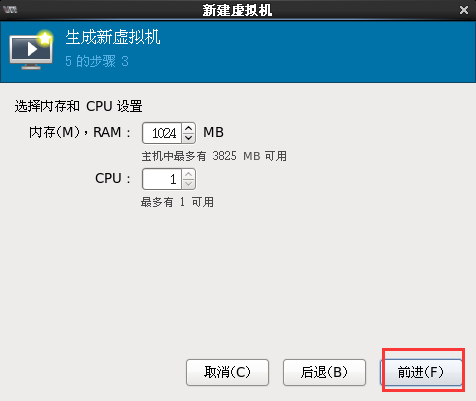 新建虚拟机
生成新虚拟机
5 的步骤 3
选择内存和 CPU 设置
内存(M)，RAM： 1024 MB
主机中最多有 3825 MB 可用
CPU： 1
最多有 1 可用
取消(C) 后退(B) 前进(F)